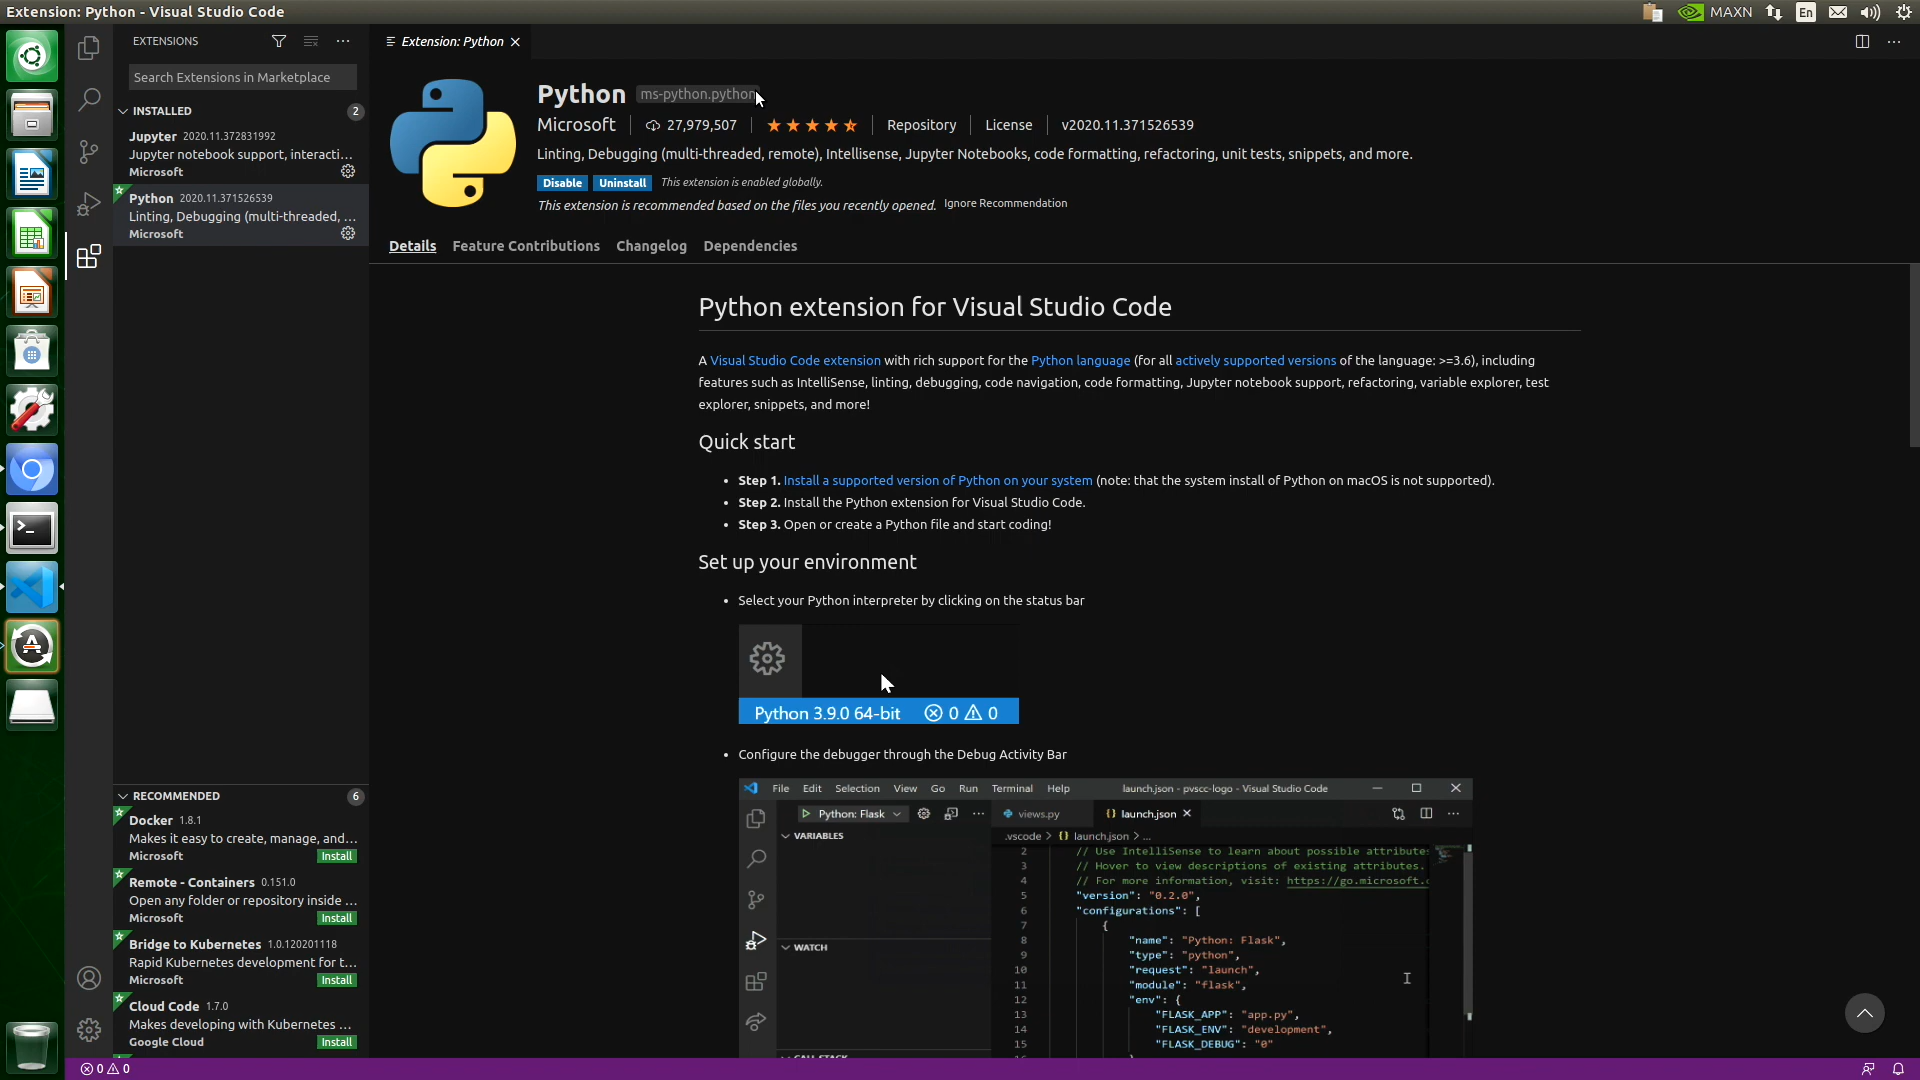 Extension: Python - Visual Studio Code
MAXN
En
EXTENSIONS
Search Extensions in Marketplace
INSTALLED
2
Jupyter 2020.11.372831992
Jupyter notebook support, interacti...
Microsoft
Python 2020.11.371526539
Linting, Debugging (multi-threaded, ...
Microsoft
RECOMMENDED
6
Docker 1.8.1
Makes it easy to create, manage, and...
Microsoft
Install
Remote - Containers 0.151.0
Open any folder or repository inside ...
Microsoft
Install
Bridge to Kubernetes 1.0.120201118
Rapid Kubernetes development for t...
Microsoft
Install
Cloud Code 1.7.0
Makes developing with Kubernetes ...
Google Cloud
Install
Extension: Python
Python ms-python.python
Microsoft 27,979,507 Repository License v2020.11.371526539
Linting, Debugging (multi-threaded, remote), Intellisense, Jupyter Notebooks, code formatting, refactoring, unit tests, snippets, and more.
Disable Uninstall This extension is enabled globally.
This extension is recommended based on the files you recently opened. Ignore Recommendation
Details Feature Contributions Changelog Dependencies
Python extension for Visual Studio Code
A Visual Studio Code extension with rich support for the Python language (for all actively supported versions of the language: >=3.6), including
features such as IntelliSense, linting, debugging, code navigation, code formatting, Jupyter notebook support, refactoring, variable explorer, test
explorer, snippets, and more!
Quick start
• Step 1. Install a supported version of Python on your system (note: that the system install of Python on macOS is not supported).
• Step 2. Install the Python extension for Visual Studio Code.
• Step 3. Open or create a Python file and start coding!
Set up your environment
• Select your Python interpreter by clicking on the status bar
Python 3.9.0 64-bit 0 0
• Configure the debugger through the Debug Activity Bar
File Edit Selection View Go Run Terminal Help launch.json - pvscc-logo - Visual Studio Code
Python: Flask
VARIABLES
WATCH
views.py {} launch.json
.vscode > {} launch.json > ...
2 // Use IntelliSense to learn about possible attribute
3 // Hover to view descriptions of existing attributes.
4 // For more information, visit: https://go.microsoft.
5 "version": "0.2.0",
6 "configurations": [
7 {
8 "name": "Python: Flask",
9 "type": "python",
10 "request": "launch",
11 "module": "flask",
12 "env": {
13 "FLASK_APP": "app.py",
14 "FLASK_ENV": "development",
15 "FLASK_DEBUG": "0"
0 0